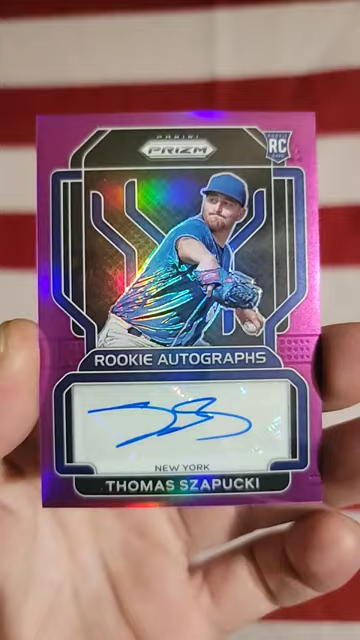 PANINI
PRIZM
RC
ROOKIE AUTOGRAPHS
NEW YORK
THOMAS SZAPUCKI